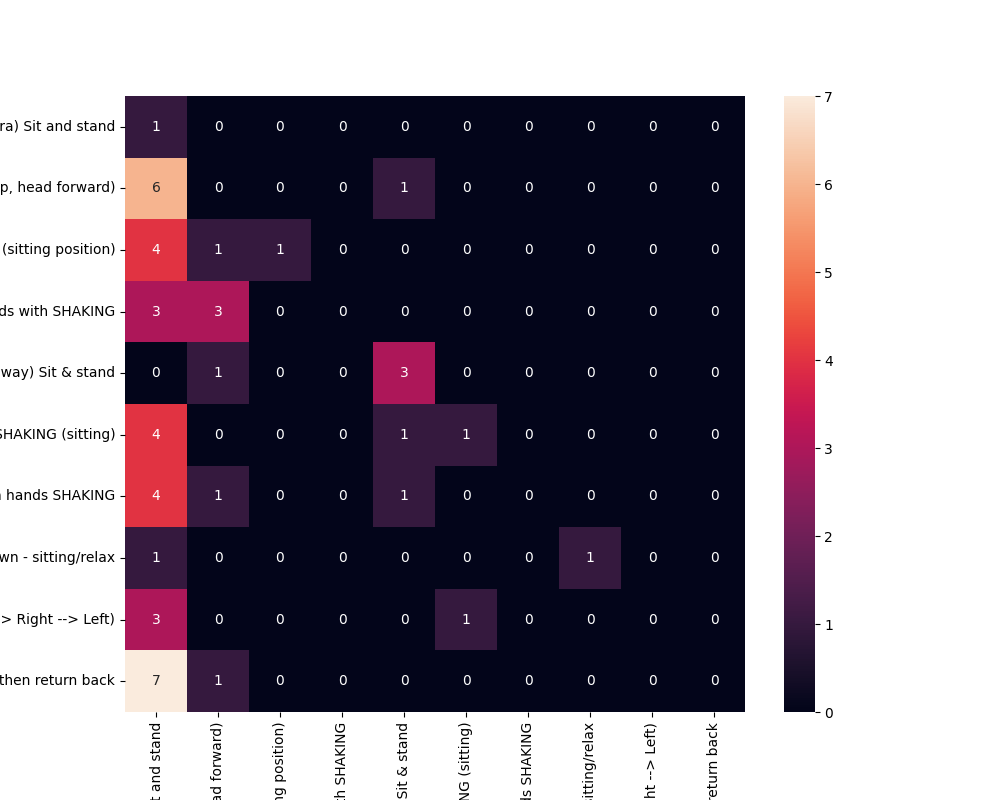 ra) Sit and stand 1 0 0 0 0 0 0 0 0 0
p, head forward) 6 0 0 0 1 0 0 0 0 0
(sitting position) 4 1 1 0 0 0 0 0 0 0
ds with SHAKING 3 3 0 0 0 0 0 0 0 0
way) Sit & stand 0 1 0 0 3 0 0 0 0 0
SHAKING (sitting) 4 0 0 0 1 1 0 0 0 0
hands SHAKING 4 1 0 0 1 0 0 0 0 0
wn - sitting/relax 1 0 0 0 0 0 0 1 0 0
> Right --> Left) 3 0 0 0 0 1 0 0 0 0
then return back 7 1 0 0 0 0 0 0 0 0
t and stand
ad forward)
ng position)
th SHAKING
Sit & stand
NG (sitting)
ds SHAKING
sitting/relax
ht --> Left)
return back
7
6
5
4
3
2
1
0